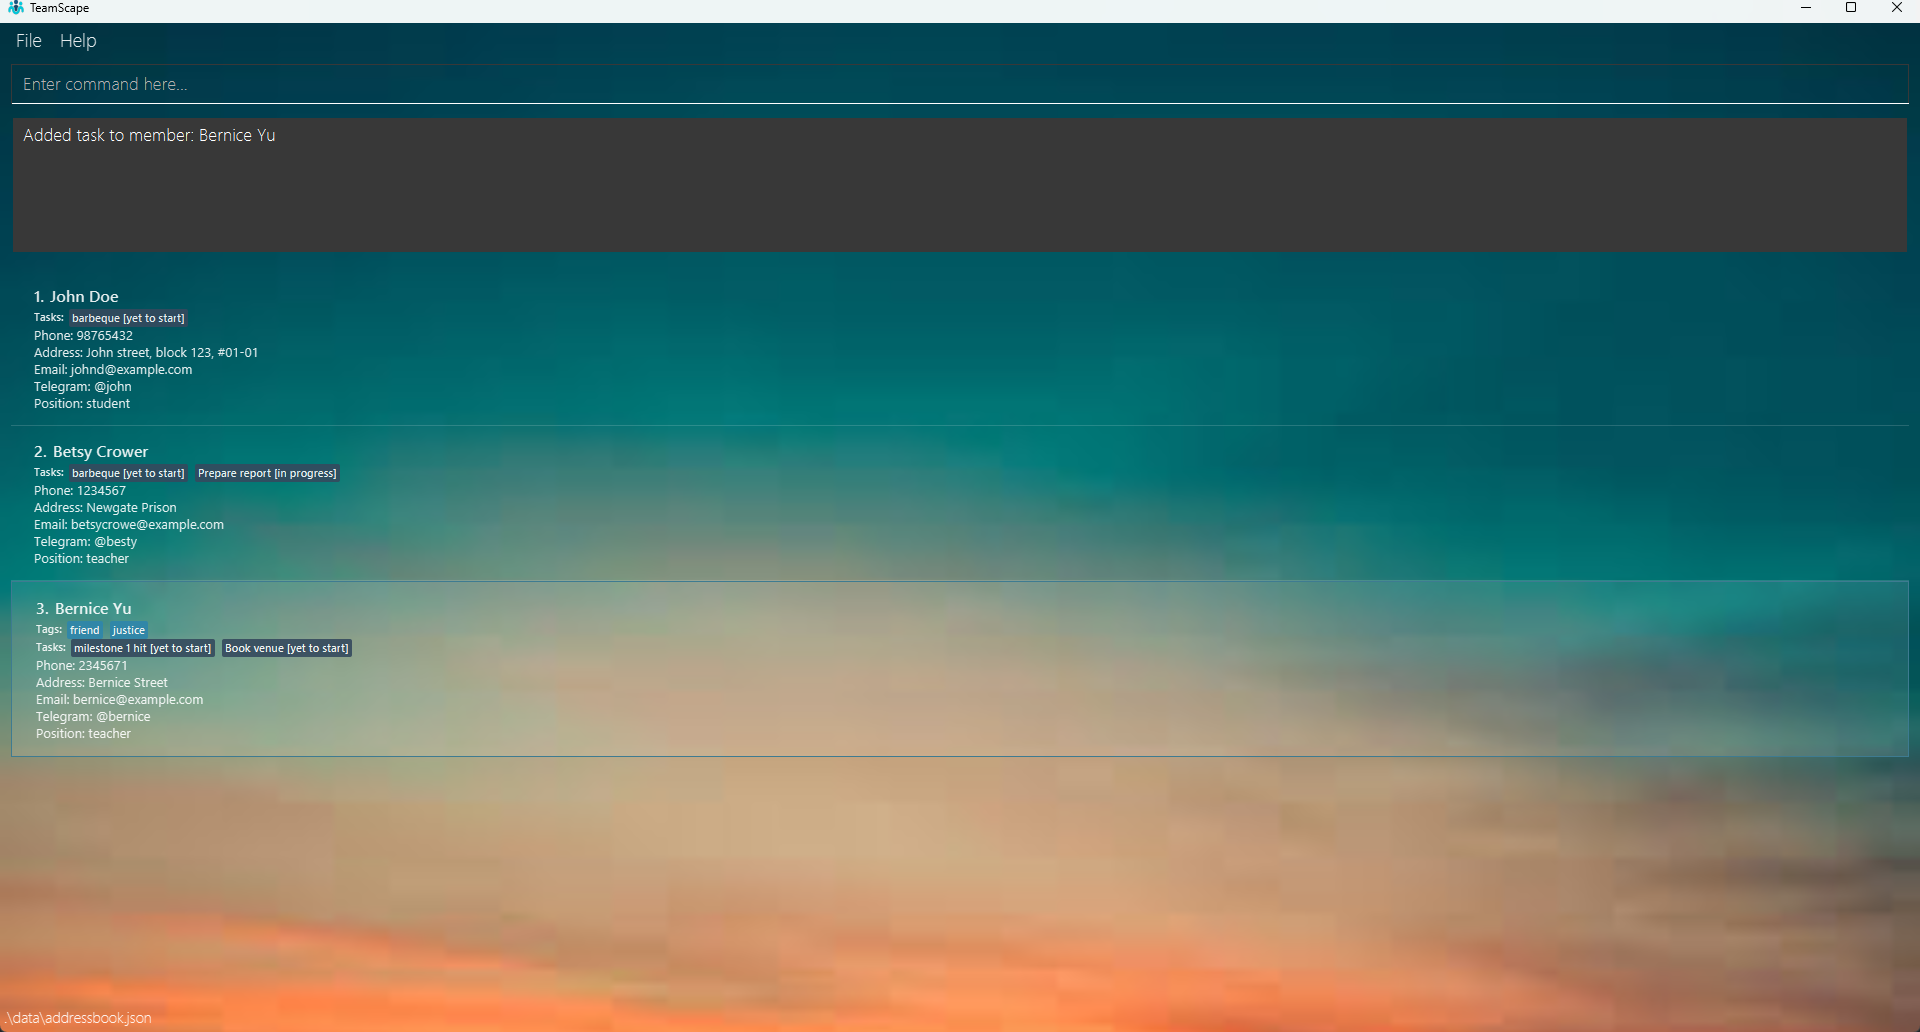 TeamScape
File Help
Enter command here...
Added task to member: Bernice Yu
1. John Doe
Tasks: barbeque [yet to start]
Phone: 98765432
Address: John street, block 123, #01-01
Email: johnd@example.com
Telegram: @john
Position: student
2. Betsy Crower
Tasks: barbeque [yet to start] Prepare report [in progress]
Phone: 1234567
Address: Newgate Prison
Email: betsycrowe@example.com
Telegram: @besty
Position: teacher
3. Bernice Yu
Tags: friend justice
Tasks: milestone 1 hit [yet to start] Book venue [yet to start]
Phone: 2345671
Address: Bernice Street
Email: bernice@example.com
Telegram: @bernice
Position: teacher
.\data\addressbook.json